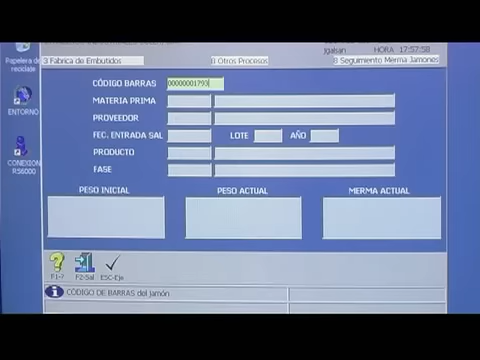 jgaisan HORA 17:57:58
3 Fabrica de Embutidos 8 Otros Procesos 8 Seguimiento Merma Jamones
Papelera de reciclaje
ENTORNO
CONEXION RS6000
CÓDIGO BARRAS 00000001793
MATERIA PRIMA
PROVEEDOR
FEC. ENTRADA SAL LOTE AÑO
PRODUCTO
FASE
PESO INICIAL PESO ACTUAL MERMA ACTUAL
F1-? F2-Sal ESC-Eje
CÓDIGO DE BARRAS del jamón